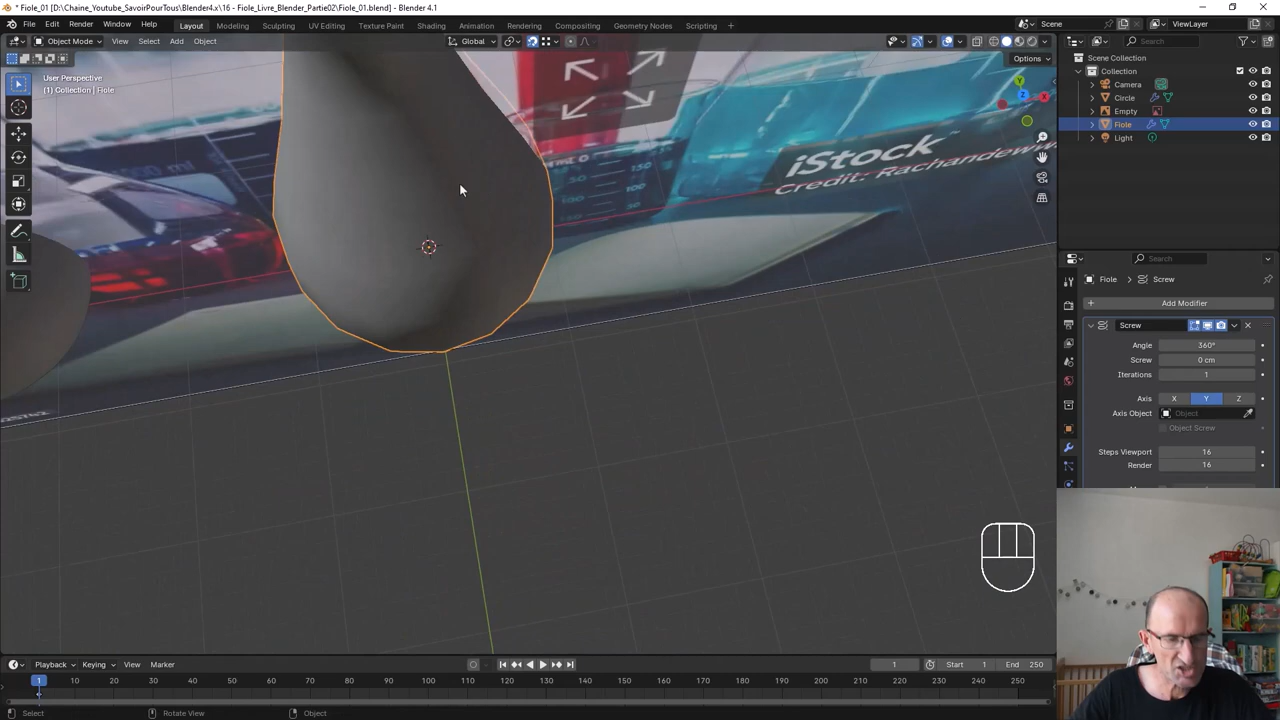 * Fiole_01 [D:\Chaine_Youtube_SavoirPourTous\Blender4.x\16 - Fiole_Livre_Blender_Partie02\Fiole_01.blend] - Blender 4.1
File Edit Render Window Help Layout Modeling Sculpting UV Editing Texture Paint Shading Animation Rendering Compositing Geometry Nodes Scripting + Scene ViewLayer
Object Mode View Select Add Object Global Search
Options
User Perspective
(1) Collection | Fiole
Scene Collection
Collection
Camera
Circle
Empty
Fiole
Light
X
Y
Z
iStock
Credit: Rachandeww
Search
Fiole > Screw
+ Add Modifier
Screw
Angle 360°
Screw 0 cm
Iterations 1
Axis X Y Z
Axis Object Object
Object Screw
Steps Viewport 16
Render 16
Playback Keying View Marker 1 Start 1 End 250
1 10 20 30 40 50 60 70 80 90 100 110 120 130 140 150 160 170 180 190 200 210 220 230 240 250
Select Rotate View Object